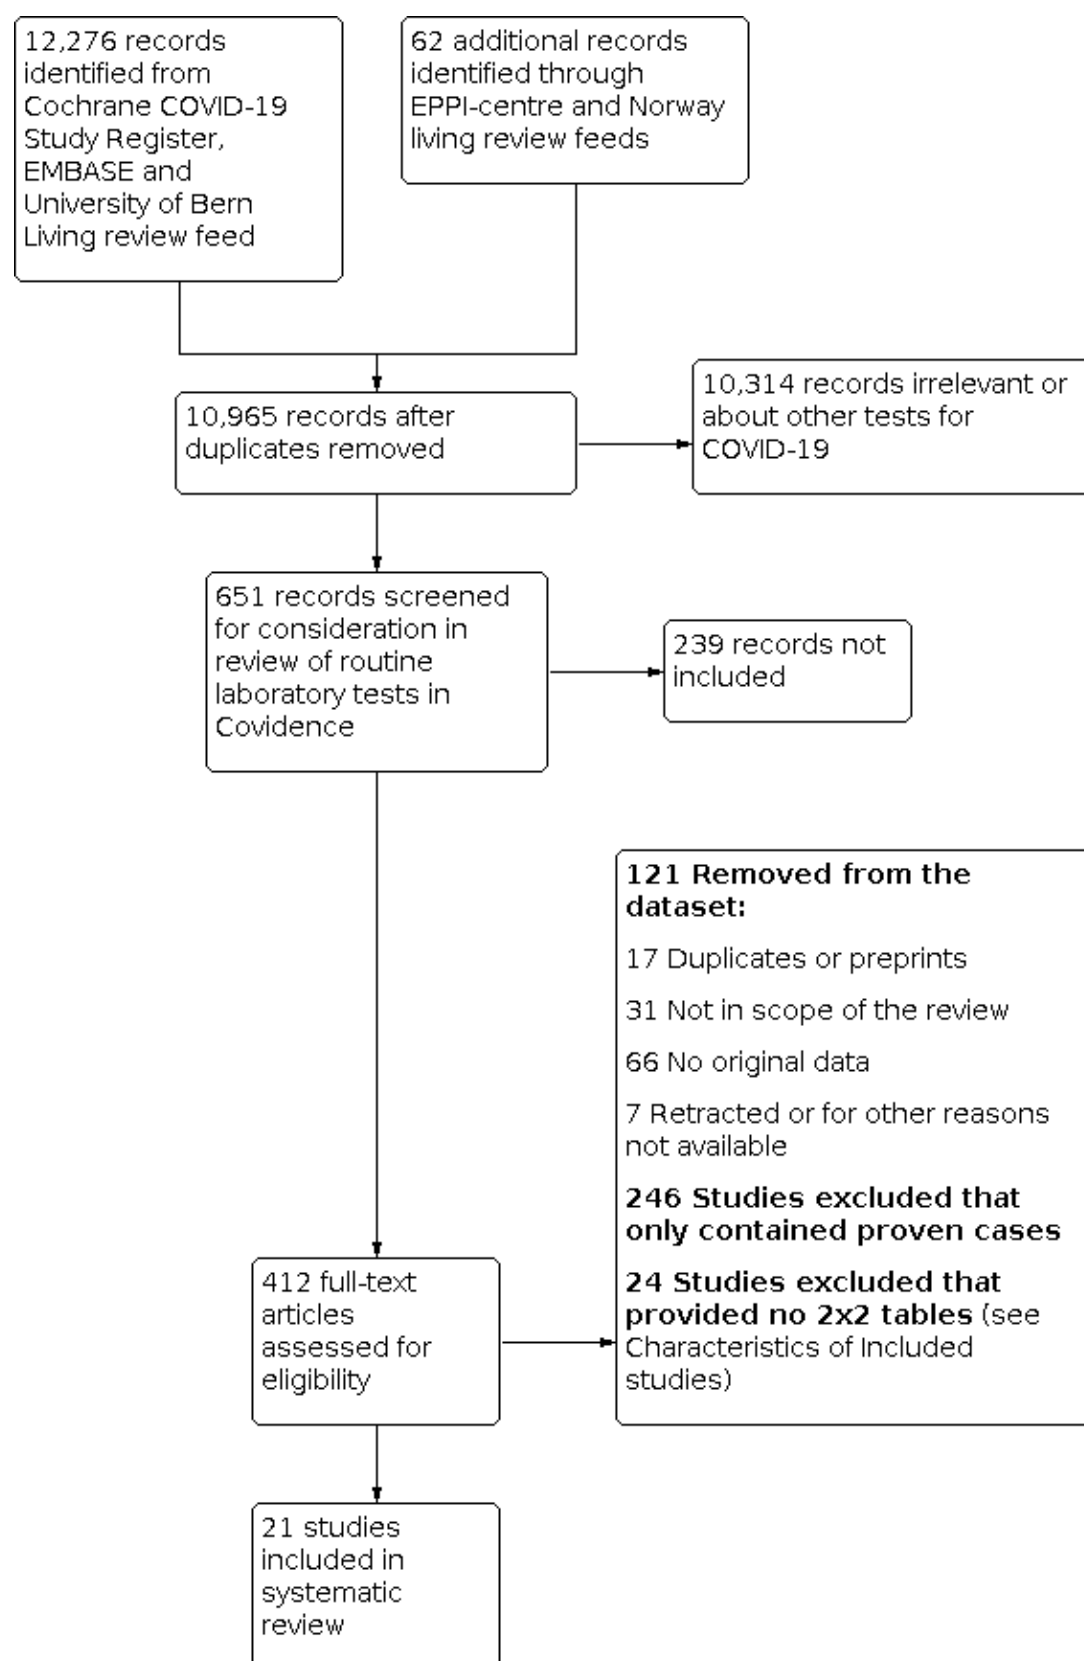 12,276 records
identified from
Cochrane COVID-19
Study Register,
EMBASE and
University of Bern
Living review feed
62 additional records
identified through
EPPI-centre and Norway
living review feeds
10,965 records after
duplicates removed
10,314 records irrelevant or
about other tests for
COVID-19
651 records screened
for consideration in
review of routine
laboratory tests in
Covidence
239 records not
included
121 Removed from the
dataset:
17 Duplicates or preprints
31 Not in scope of the review
66 No original data
7 Retracted or for other reasons
not available
246 Studies excluded that
only contained proven cases
24 Studies excluded that
provided no 2x2 tables (see
Characteristics of Included
studies)
412 full-text
articles
assessed for
eligibility
21 studies
included in
systematic
review